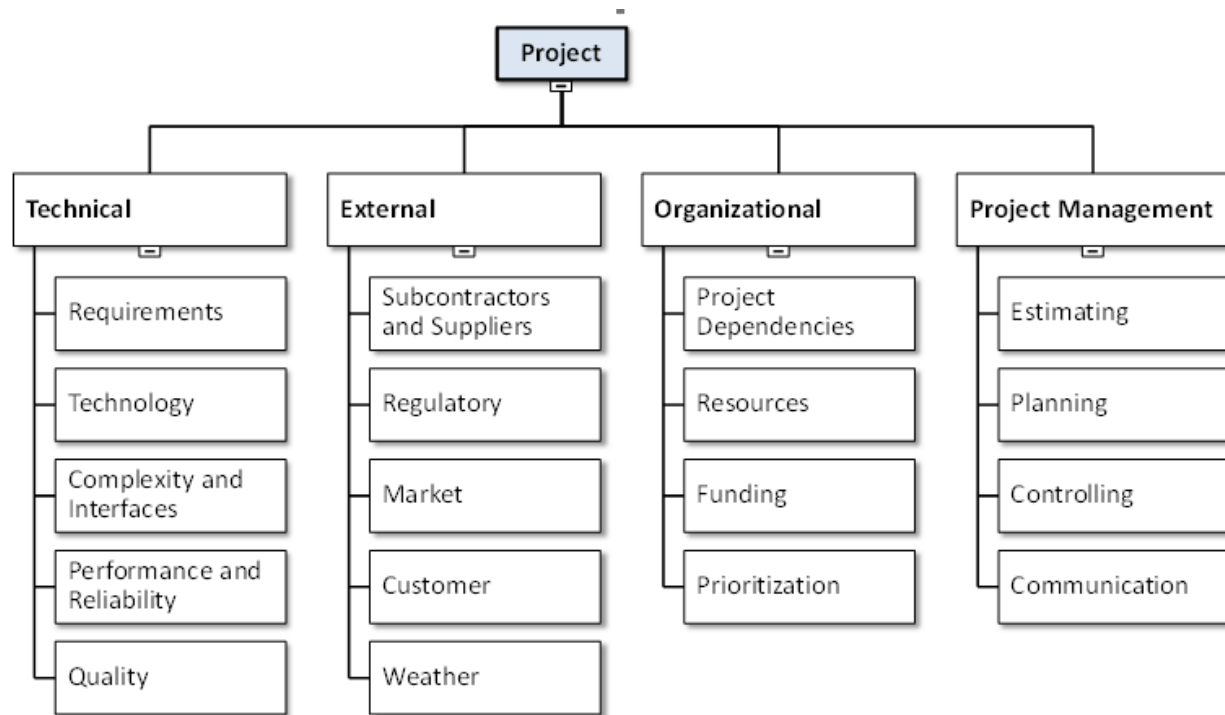 Project
Technical
Requirements
Technology
Complexity and
Interfaces
Performance and
Reliability
Quality
External
Subcontractors
and Suppliers
Regulatory
Market
Customer
Weather
Organizational
Project
Dependencies
Resources
Funding
Prioritization
Project Management
Estimating
Planning
Controlling
Communication